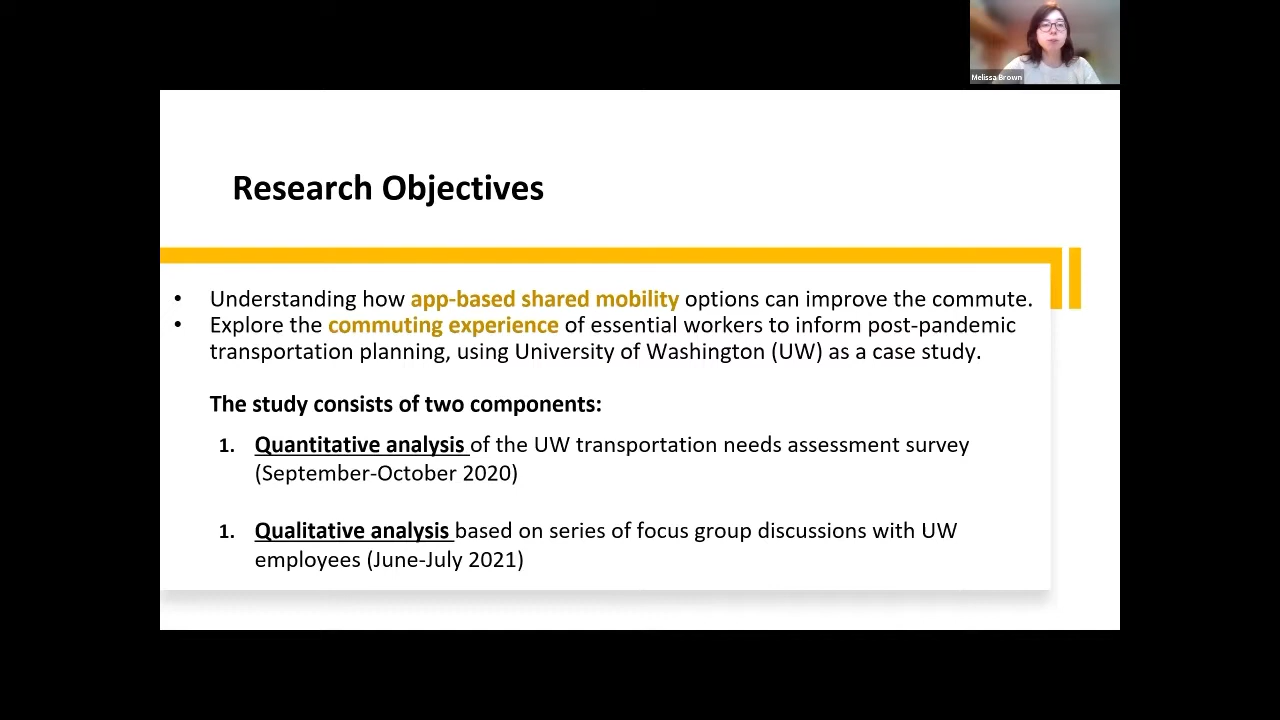 Melissa Brown
Research Objectives
• Understanding how app-based shared mobility options can improve the commute.
• Explore the commuting experience of essential workers to inform post-pandemic
transportation planning, using University of Washington (UW) as a case study.
The study consists of two components:
1. Quantitative analysis of the UW transportation needs assessment survey
(September-October 2020)
1. Qualitative analysis based on series of focus group discussions with UW
employees (June-July 2021)